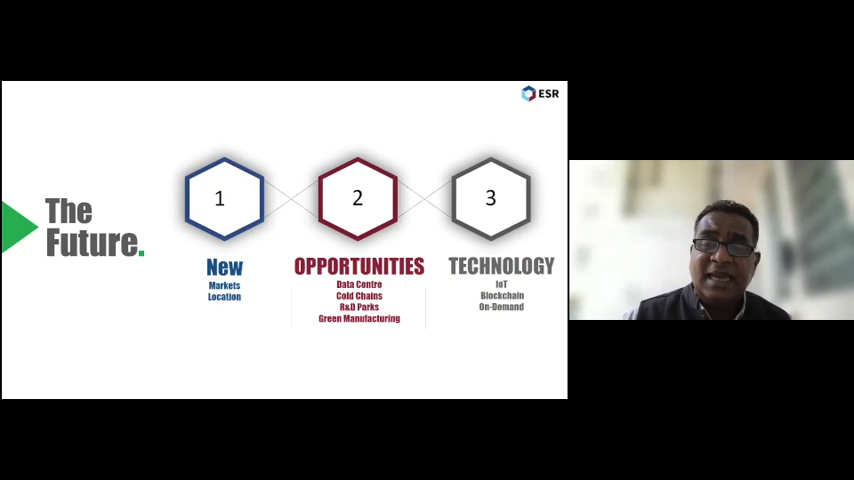 ESR
The
Future.
1
New
Markets
Location
2
OPPORTUNITIES
Data Centre
Cold Chains
R&D Parks
Green Manufacturing
3
TECHNOLOGY
IoT
Blockchain
On-Demand